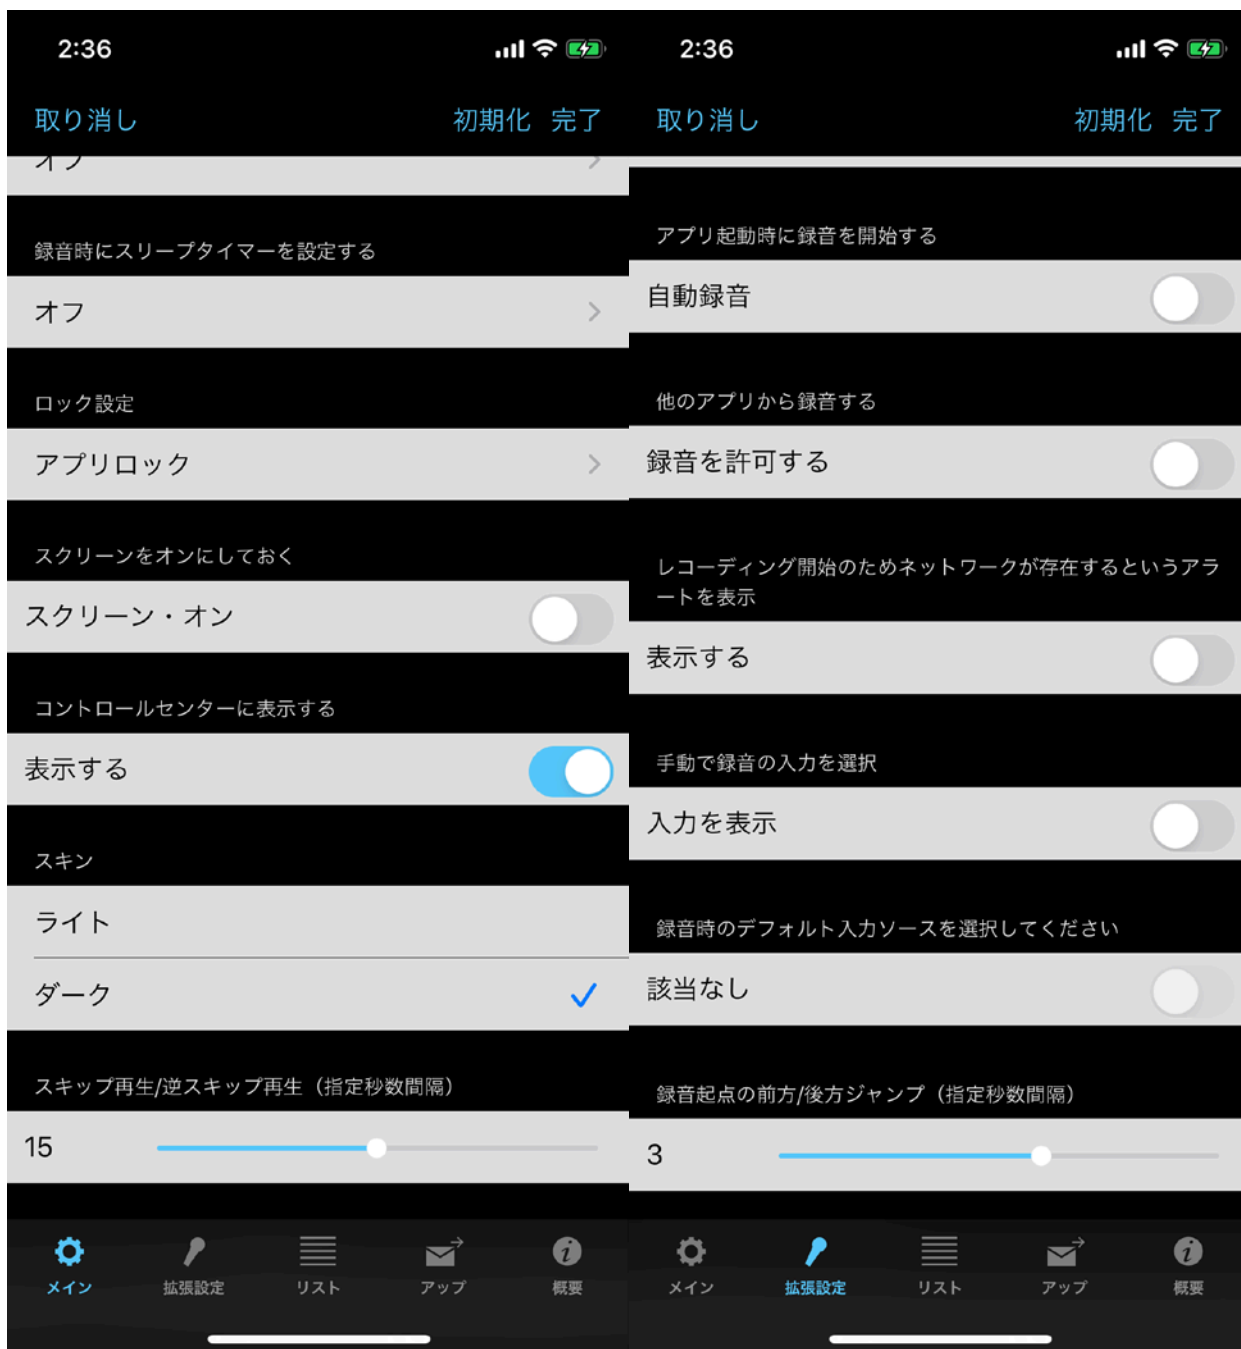 2:36
取り消し
初期化 完了
オフ
録音時にスリープタイマーを設定する
オフ
ロック設定
アプリロック
スクリーンをオンにしておく
スクリーン・オン
コントロールセンターに表示する
表示する
スキン
ライト
ダーク
スキップ再生/逆スキップ再生（指定秒数間隔）
15
メイン
拡張設定
リスト
アップ
概要
2:36
取り消し
初期化 完了
アプリ起動時に録音を開始する
自動録音
他のアプリから録音する
録音を許可する
レコーディング開始のためネットワークが存在するというアラ
ートを表示
表示する
手動で録音の入力を選択
入力を表示
録音時のデフォルト入力ソースを選択してください
該当なし
録音起点の前方/後方ジャンプ（指定秒数間隔）
3
メイン
拡張設定
リスト
アップ
概要